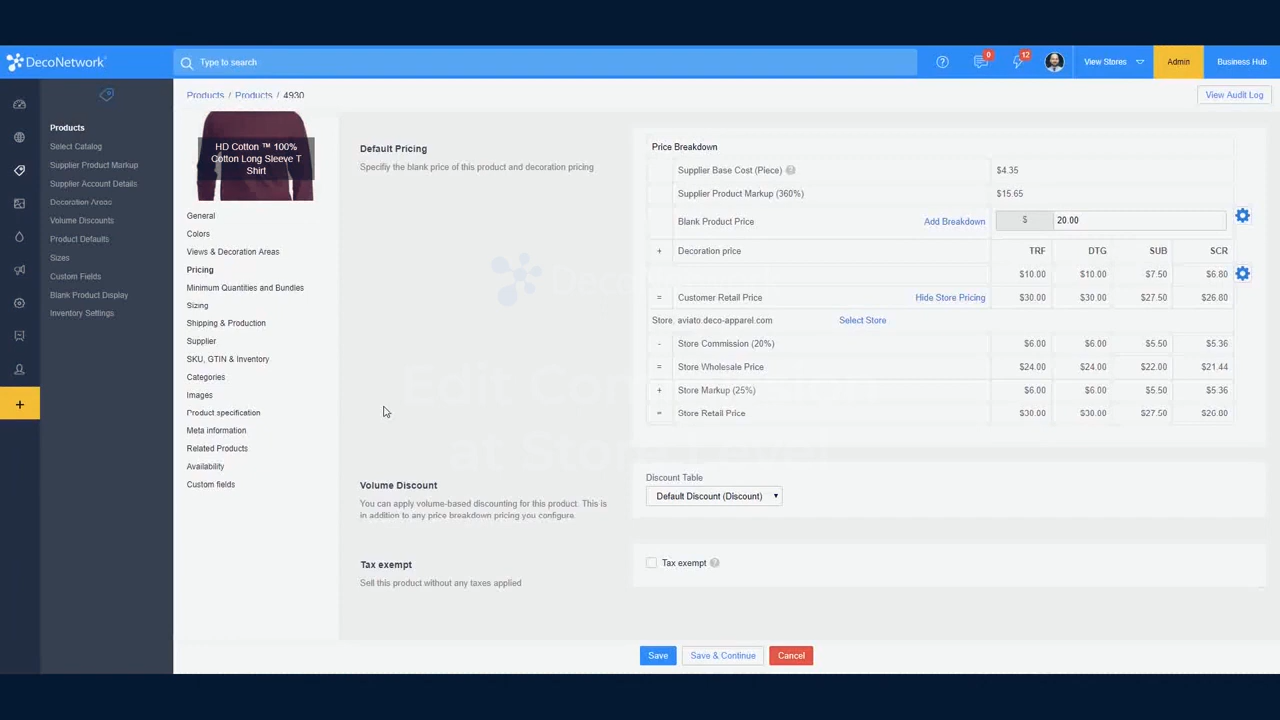 DecoNetwork
Type to search
0
12
View Stores
Admin
Business Hub
Products / Products / 4930
View Audit Log
Products
Select Catalog
Supplier Product Markup
Supplier Account Details
Decoration Areas
Volume Discounts
Product Defaults
Sizes
Custom Fields
Blank Product Display
Inventory Settings
HD Cotton ™ 100%
Cotton Long Sleeve T
Shirt
General
Colors
Views & Decoration Areas
Pricing
Minimum Quantities and Bundles
Sizing
Shipping & Production
Supplier
SKU, GTIN & Inventory
Categories
Images
Product specification
Meta information
Related Products
Availability
Custom fields
Default Pricing
Specifiy the blank price of this product and decoration pricing
Price Breakdown
Supplier Base Cost (Piece) $4.35
Supplier Product Markup (360%) $15.65
Blank Product Price Add Breakdown $ 20.00
+ Decoration price TRF DTG SUB SCR
$10.00 $10.00 $7.50 $6.80
= Customer Retail Price Hide Store Pricing $30.00 $30.00 $27.50 $26.80
Store: aviato.deco-apparel.com Select Store
- Store Commission (20%) $6.00 $6.00 $5.50 $5.36
= Store Wholesale Price $24.00 $24.00 $22.00 $21.44
+ Store Markup (25%) $6.00 $6.00 $5.50 $5.36
= Store Retail Price $30.00 $30.00 $27.50 $26.80
Volume Discount
You can apply volume-based discounting for this product. This is
in addition to any price breakdown pricing you configure.
Discount Table
Default Discount (Discount)
Tax exempt
Sell this product without any taxes applied
Tax exempt
Save
Save & Continue
Cancel